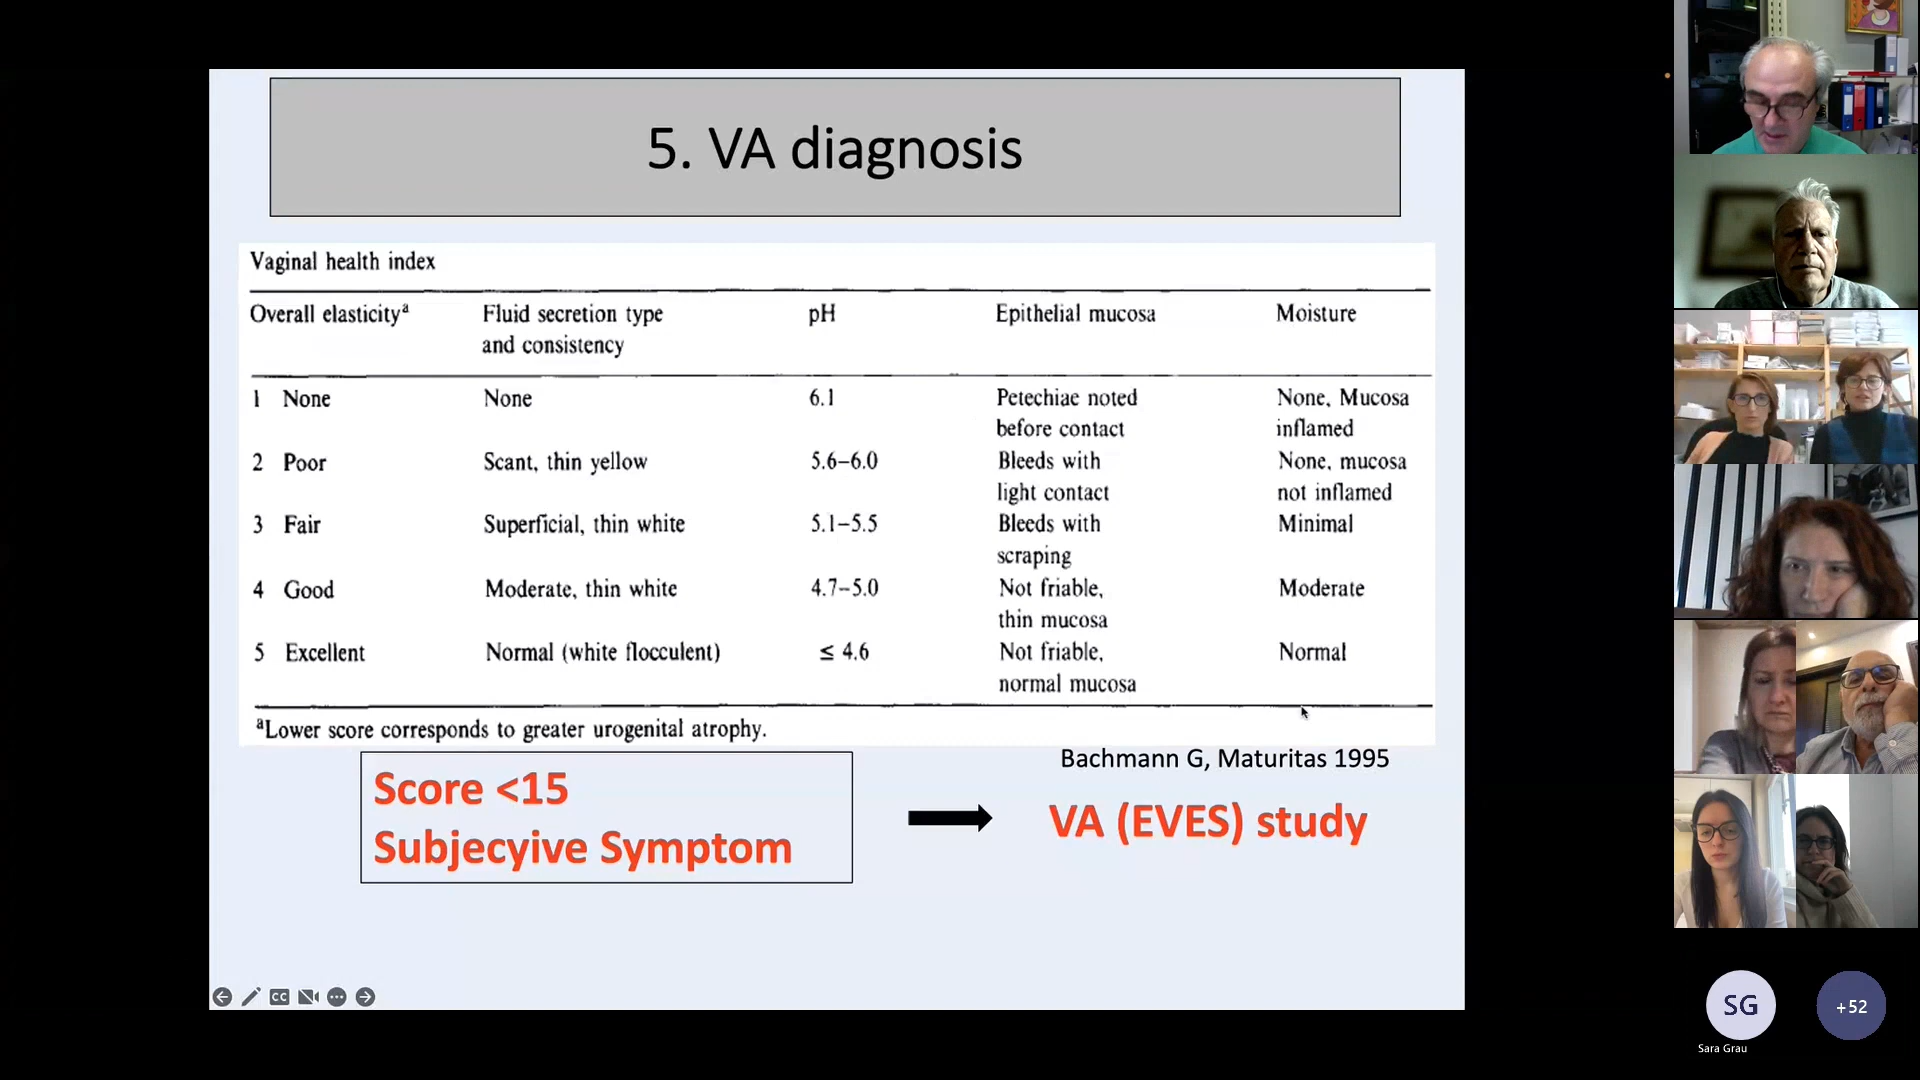 5. VA diagnosis
Vaginal health index
Overall elasticityᵃ Fluid secretion type and consistency pH Epithelial mucosa Moisture
1 None None 6.1 Petechiae noted before contact None, Mucosa inflamed
2 Poor Scant, thin yellow 5.6–6.0 Bleeds with light contact None, mucosa not inflamed
3 Fair Superficial, thin white 5.1–5.5 Bleeds with scraping Minimal
4 Good Moderate, thin white 4.7–5.0 Not friable, thin mucosa Moderate
5 Excellent Normal (white flocculent) ≤ 4.6 Not friable, normal mucosa Normal
ᵃLower score corresponds to greater urogenital atrophy.
Bachmann G, Maturitas 1995
Score <15
Subjecyive Symptom
VA (EVES) study
CC
SG
+52
Sara Grau